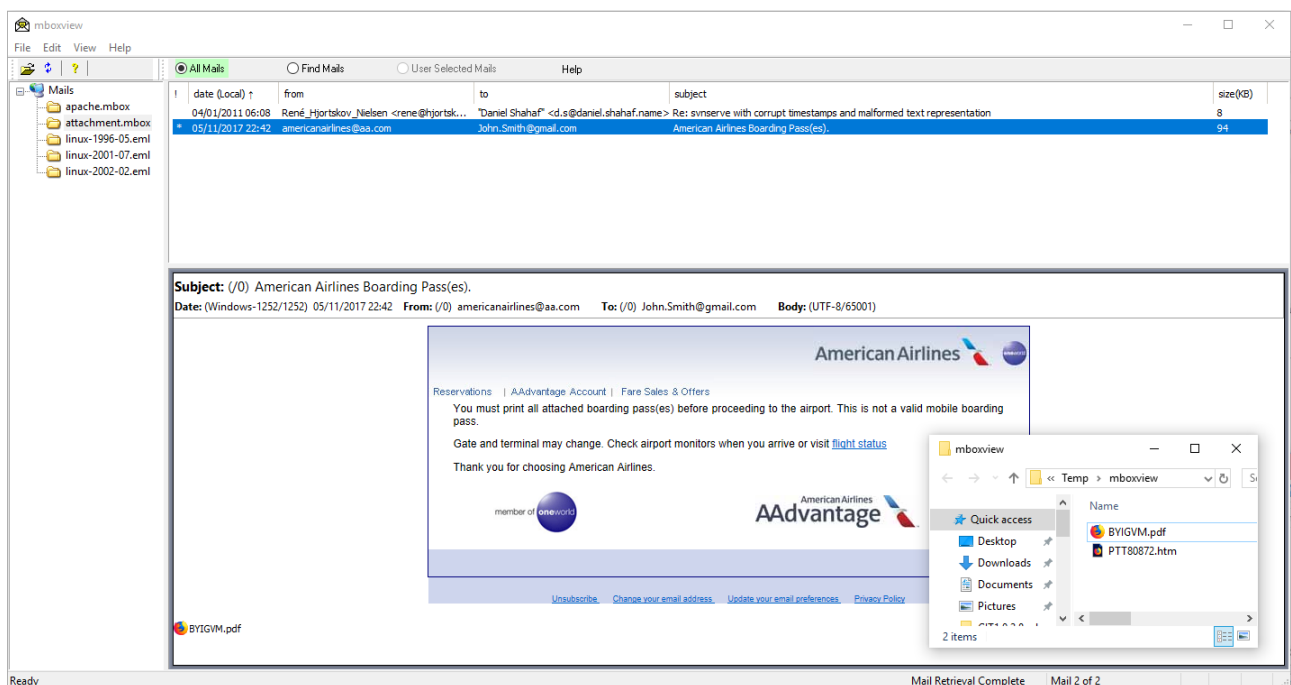 mboxview
File Edit View Help
All Mails Find Mails User Selected Mails Help
Mails
apache.mbox
attachment.mbox
linux-1996-05.eml
linux-2001-07.eml
linux-2002-02.eml
! date (Local) ↑ from to subject size(KB)
04/01/2011 06:08 René_Hjortskov_Nielsen <rene@hjortsk... "Daniel Shahaf" <d.s@daniel.shahaf.name> Re: svnserve with corrupt timestamps and malformed text representation 8
* 05/11/2017 22:42 americanairlines@aa.com John.Smith@gmail.com American Airlines Boarding Pass(es). 94
Subject: (/0) American Airlines Boarding Pass(es).
Date: (Windows-1252/1252) 05/11/2017 22:42 From: (/0) americanairlines@aa.com To: (/0) John.Smith@gmail.com Body: (UTF-8/65001)
American Airlines oneworld
Reservations | AAdvantage Account | Fare Sales & Offers
You must print all attached boarding pass(es) before proceeding to the airport. This is not a valid mobile boarding
pass.
Gate and terminal may change. Check airport monitors when you arrive or visit flight status
Thank you for choosing American Airlines.
member of oneworld
American Airlines
AAdvantage
Unsubscribe Change your email address Update your email preferences Privacy Policy
BYIGVM.pdf
mboxview
« Temp > mboxview
Name
Quick access
Desktop
Downloads
Documents
Pictures
BYIGVM.pdf
PTT80872.htm
2 items
Ready Mail Retrieval Complete Mail 2 of 2